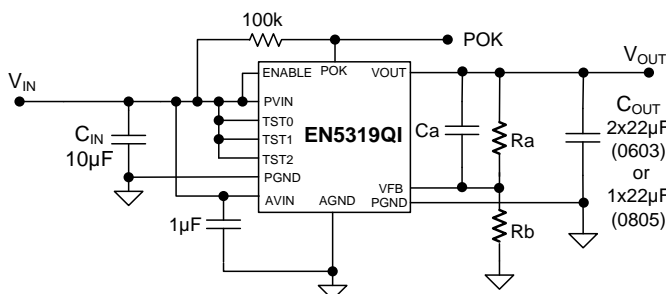 100k
POK
V_IN
V_OUT
ENABLE
POK
VOUT
PVIN
TST0
TST1
TST2
EN5319QI
C_IN
10µF
Ca
Ra
C_OUT
2x22µF
(0603)
or
1x22µF
(0805)
PGND
VFB
AVIN
AGND
PGND
1µF
Rb